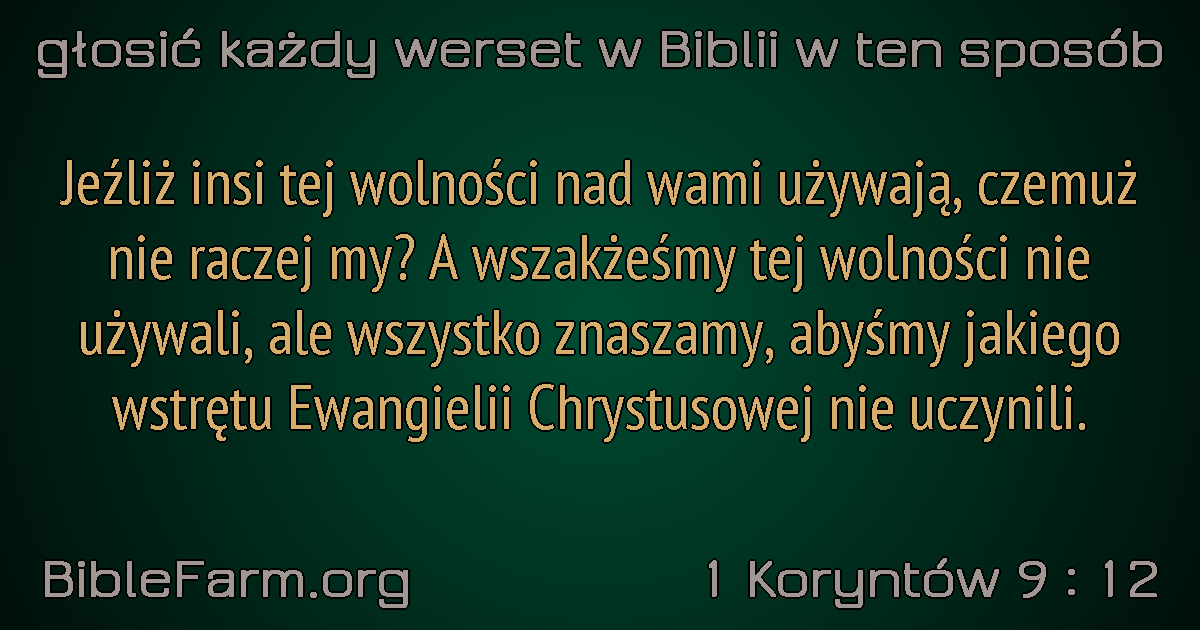 głosić każdy werset w Biblii w ten sposób
Jeźliż insi tej wolności nad wami używają, czemuż
nie raczej my? A wszakżeśmy tej wolności nie
używali, ale wszystko znaszamy, abyśmy jakiego
wstrętu Ewangielii Chrystusowej nie uczynili.
BibleFarm.org
1 Koryntów 9 : 12